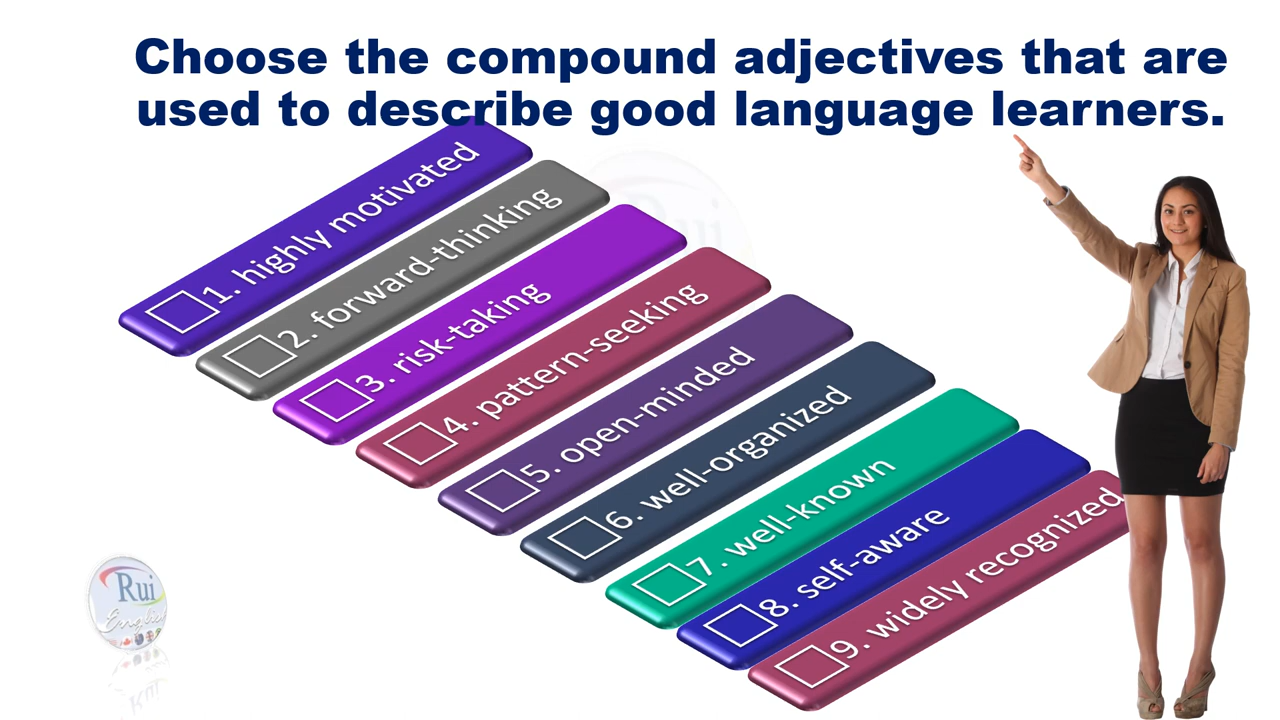 Choose the compound adjectives that are
used to describe good language learners.
1. highly motivated
2. forward-thinking
3. risk-taking
4. pattern-seeking
5. open-minded
6. well-organized
7. well-known
8. self-aware
9. widely recognized
Rui
Rui
English